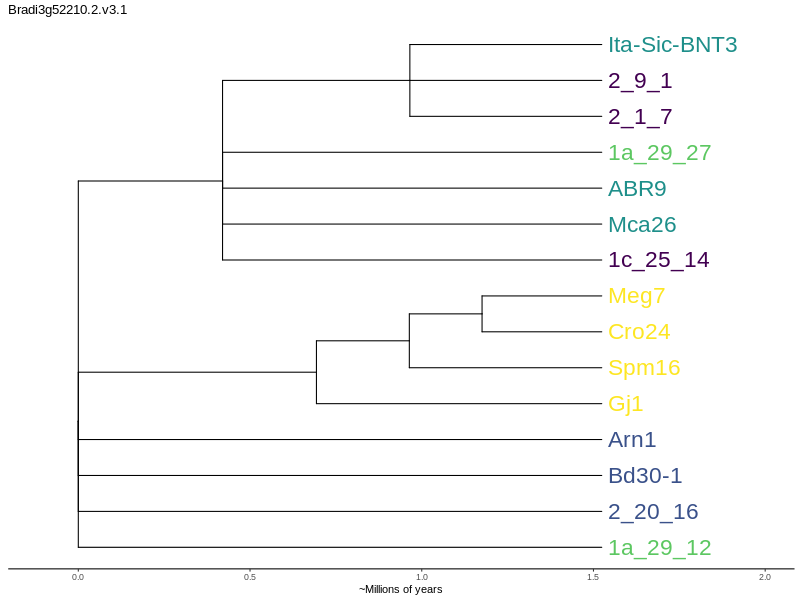 Bradi3g52210.2.v3.1
Ita-Sic-BNT3
2_9_1
2_1_7
1a_29_27
ABR9
Mca26
1c_25_14
Meg7
Cro24
Spm16
Gj1
Arn1
Bd30-1
2_20_16
1a_29_12
0.0 0.5 1.0 1.5 2.0
~Millions of years